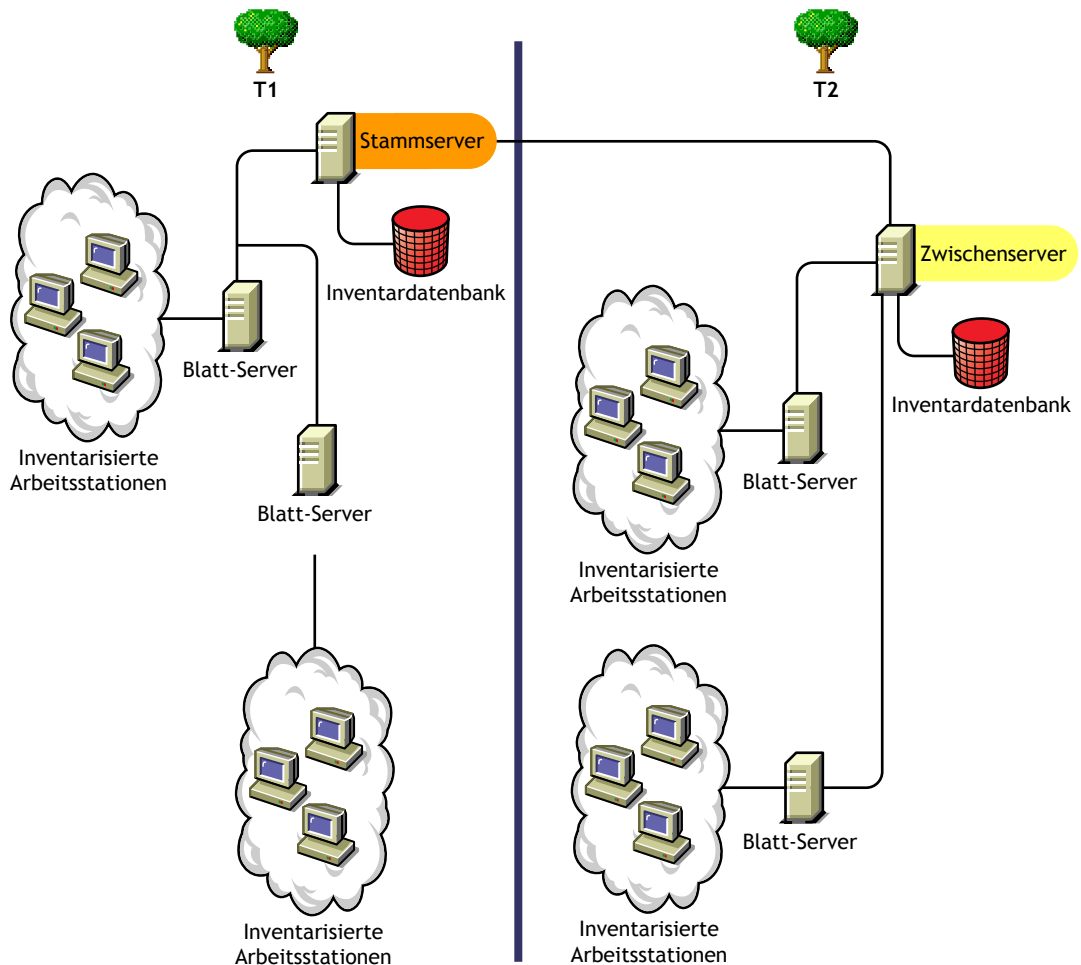 T1
T2
Stammserver
Zwischenserver
Inventardatenbank
Blatt-Server
Inventardatenbank
Inventarisierte
Arbeitsstationen
Blatt-Server
Blatt-Server
Inventarisierte
Arbeitsstationen
Blatt-Server
Inventarisierte
Arbeitsstationen
Inventarisierte
Arbeitsstationen